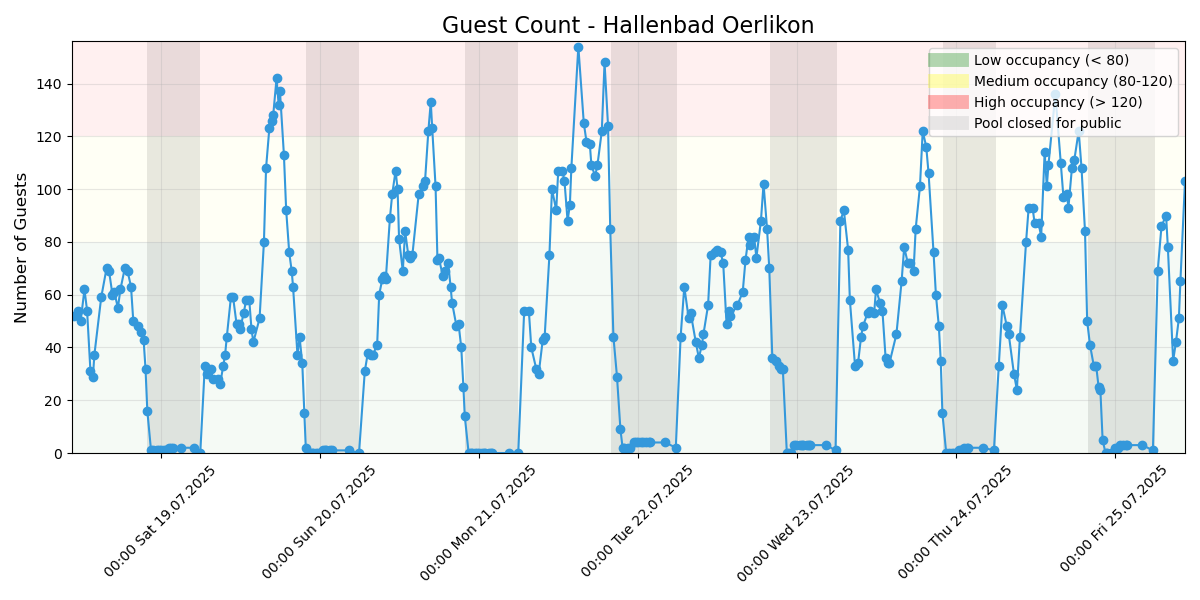 Guest Count - Hallenbad Oerlikon
Number of Guests
140
120
100
80
60
40
20
0
Low occupancy (< 80)
Medium occupancy (80-120)
High occupancy (> 120)
Pool closed for public
00:00 Sat 19.07.2025
00:00 Sun 20.07.2025
00:00 Mon 21.07.2025
00:00 Tue 22.07.2025
00:00 Wed 23.07.2025
00:00 Thu 24.07.2025
00:00 Fri 25.07.2025